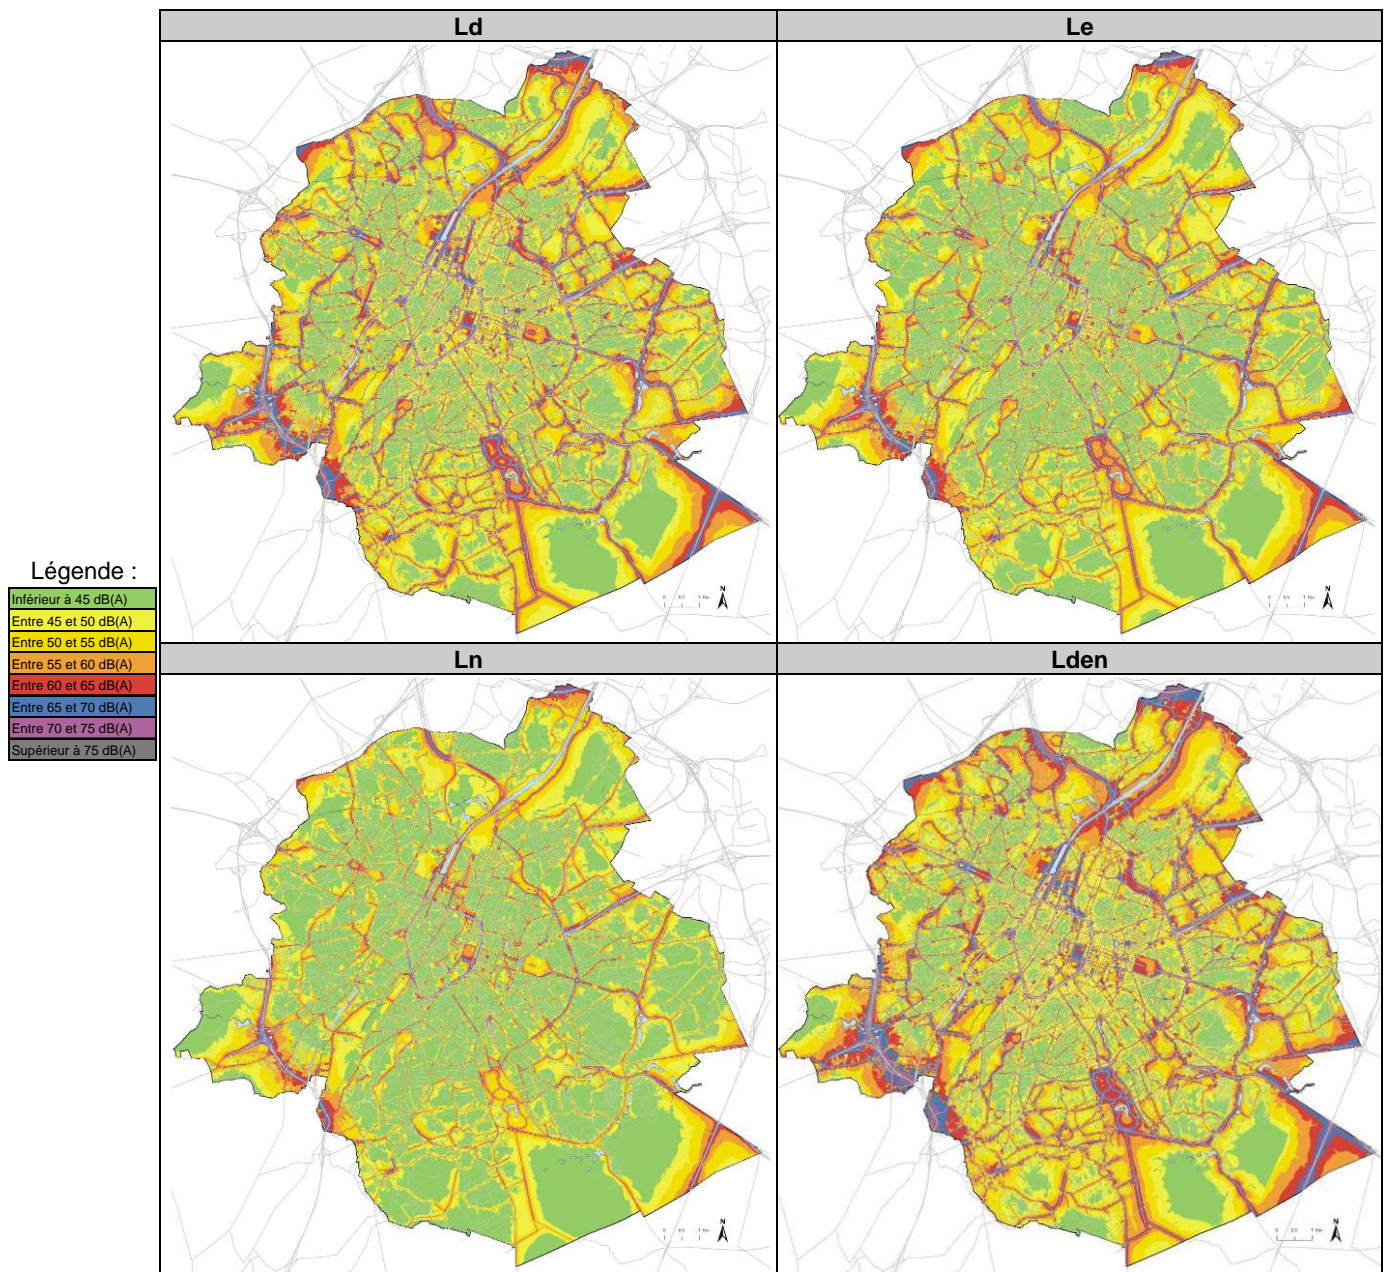 Ld
Le
Légende :
Inférieur à 45 dB(A)
Entre 45 et 50 dB(A)
Entre 50 et 55 dB(A)
Entre 55 et 60 dB(A)
Entre 60 et 65 dB(A)
Entre 65 et 70 dB(A)
Entre 70 et 75 dB(A)
Supérieur à 75 dB(A)
N
N
Ln
Lden
N
N